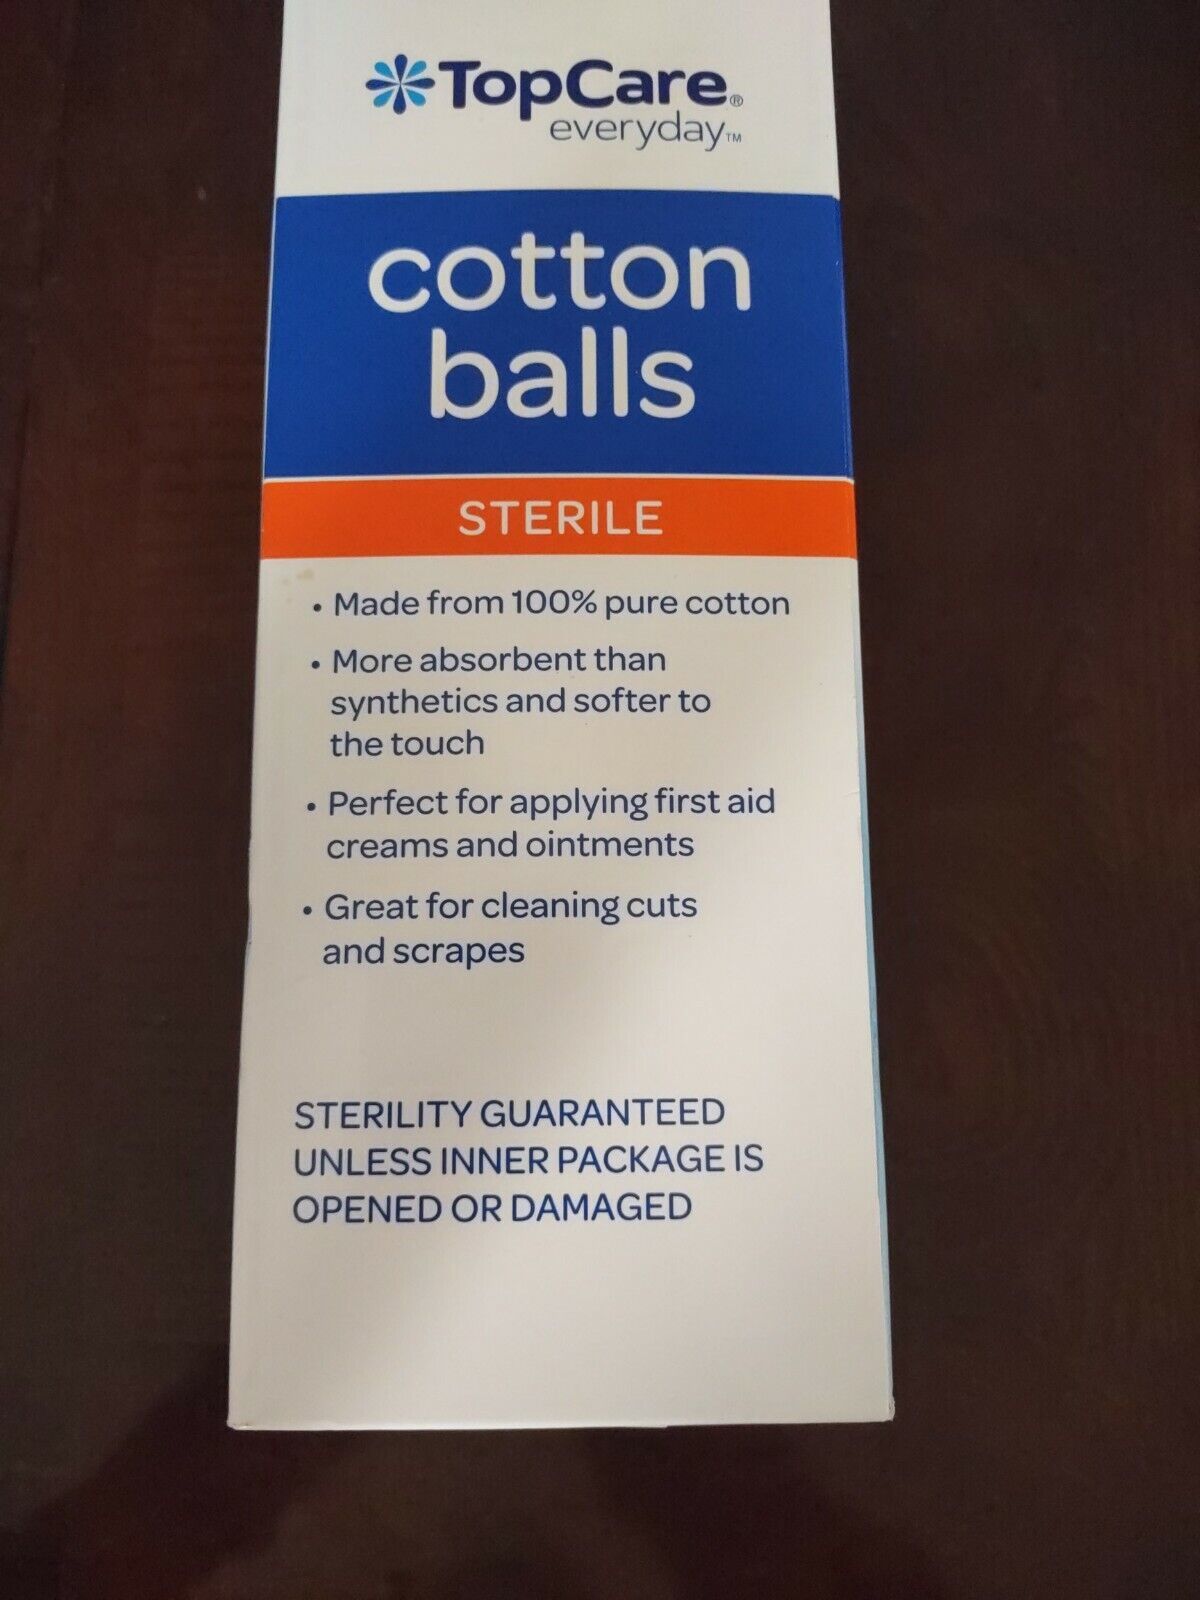 TopCare®
everyday™
cotton
balls
STERILE
• Made from 100% pure cotton
• More absorbent than
synthetics and softer to
the touch
• Perfect for applying first aid
creams and ointments
• Great for cleaning cuts
and scrapes
STERILITY GUARANTEED
UNLESS INNER PACKAGE IS
OPENED OR DAMAGED